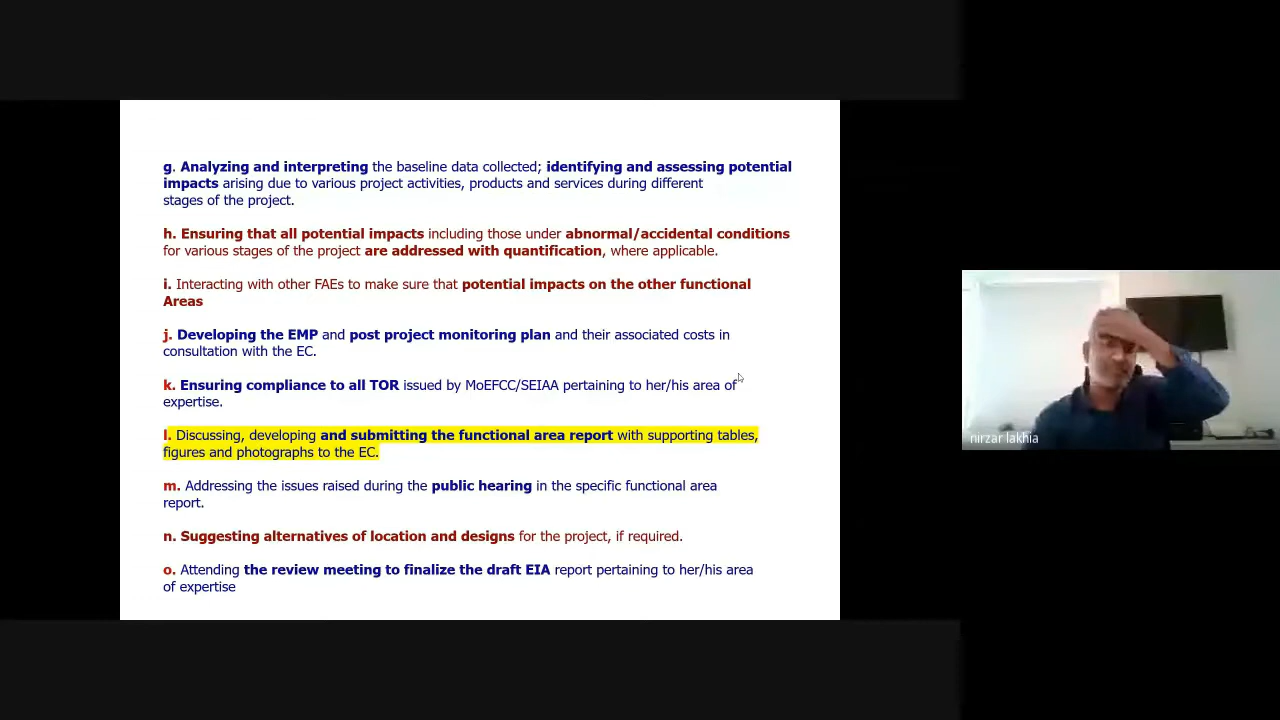 g. Analyzing and interpreting the baseline data collected; identifying and assessing potential
impacts arising due to various project activities, products and services during different
stages of the project.
h. Ensuring that all potential impacts including those under abnormal/accidental conditions
for various stages of the project are addressed with quantification, where applicable.
i. Interacting with other FAEs to make sure that potential impacts on the other functional
Areas
j. Developing the EMP and post project monitoring plan and their associated costs in
consultation with the EC.
k. Ensuring compliance to all TOR issued by MoEFCC/SEIAA pertaining to her/his area of
expertise.
l. Discussing, developing and submitting the functional area report with supporting tables,
figures and photographs to the EC.
m. Addressing the issues raised during the public hearing in the specific functional area
report.
n. Suggesting alternatives of location and designs for the project, if required.
o. Attending the review meeting to finalize the draft EIA report pertaining to her/his area
of expertise
nirzar lakhia